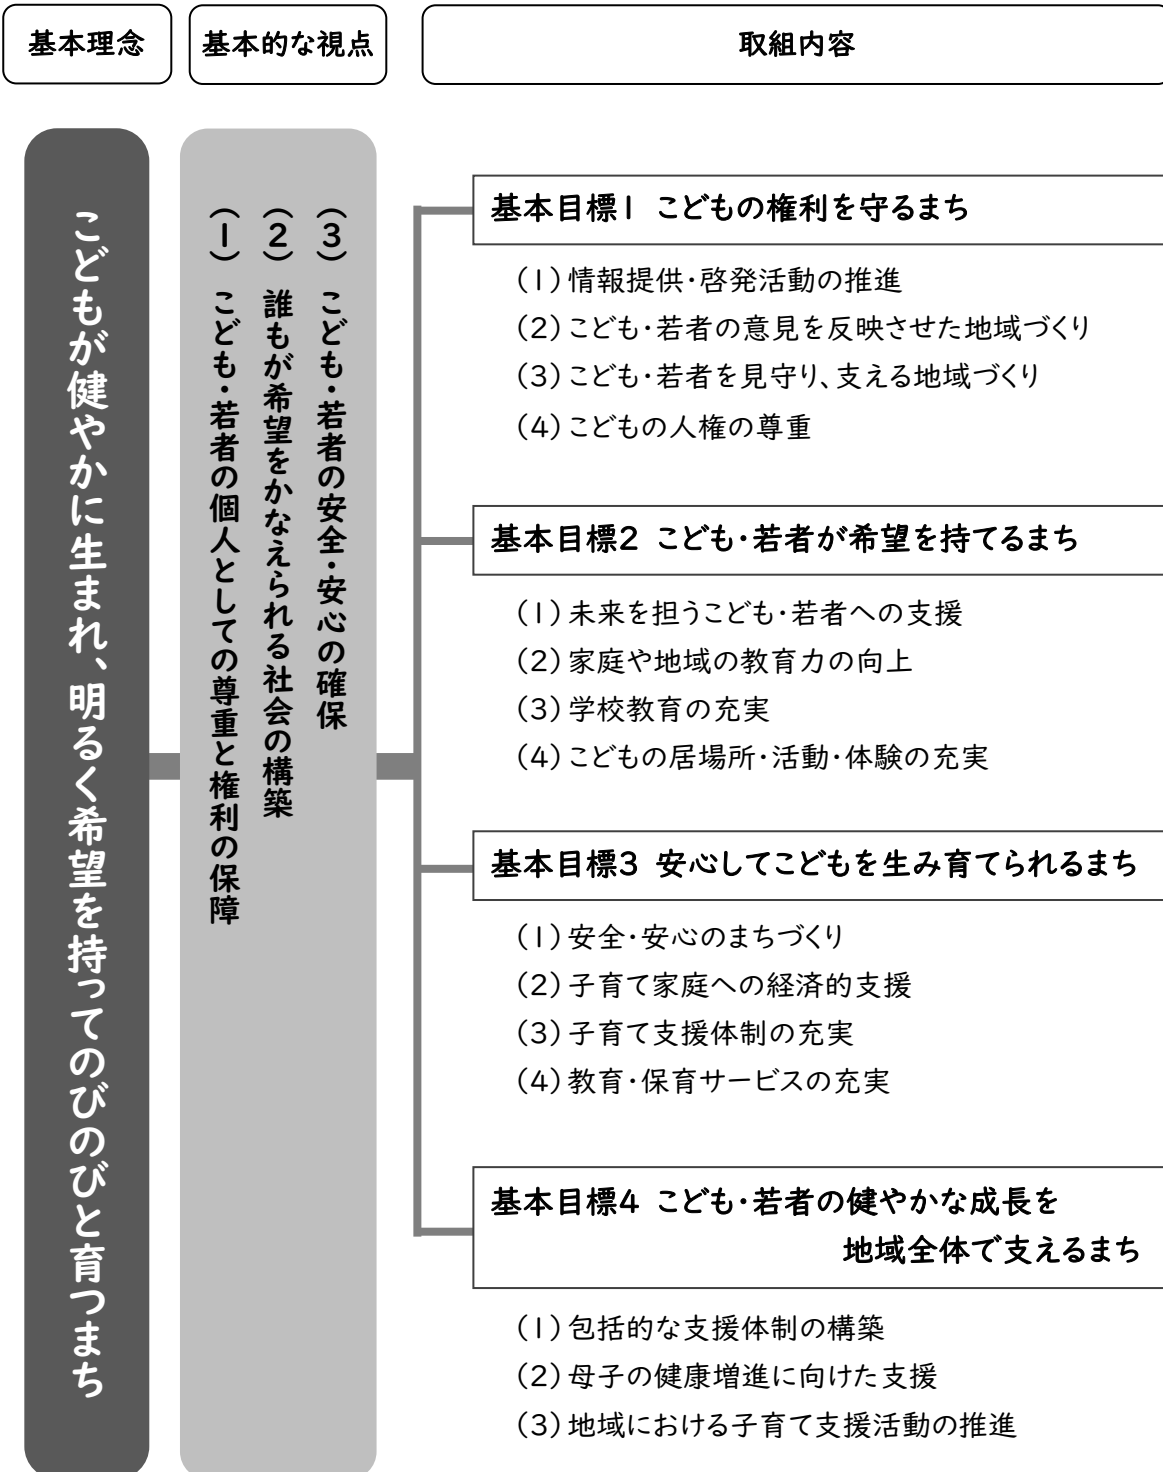 基本理念
基本的な視点
取組内容
こどもが健やかに生まれ、明るく希望を持ってのびのびと育つまち
（1） こども・若者の個人としての尊重と権利の保障
（2） 誰もが希望をかなえられる社会の構築
（3） こども・若者の安全・安心の確保
基本目標1 こどもの権利を守るまち
（1）情報提供・啓発活動の推進
（2）こども・若者の意見を反映させた地域づくり
（3）こども・若者を見守り、支える地域づくり
（4）こどもの人権の尊重
基本目標2 こども・若者が希望を持てるまち
（1）未来を担うこども・若者への支援
（2）家庭や地域の教育力の向上
（3）学校教育の充実
（4）こどもの居場所・活動・体験の充実
基本目標3 安心してこどもを生み育てられるまち
（1）安全・安心のまちづくり
（2）子育て家庭への経済的支援
（3）子育て支援体制の充実
（4）教育・保育サービスの充実
基本目標4 こども・若者の健やかな成長を
地域全体で支えるまち
（1）包括的な支援体制の構築
（2）母子の健康増進に向けた支援
（3）地域における子育て支援活動の推進